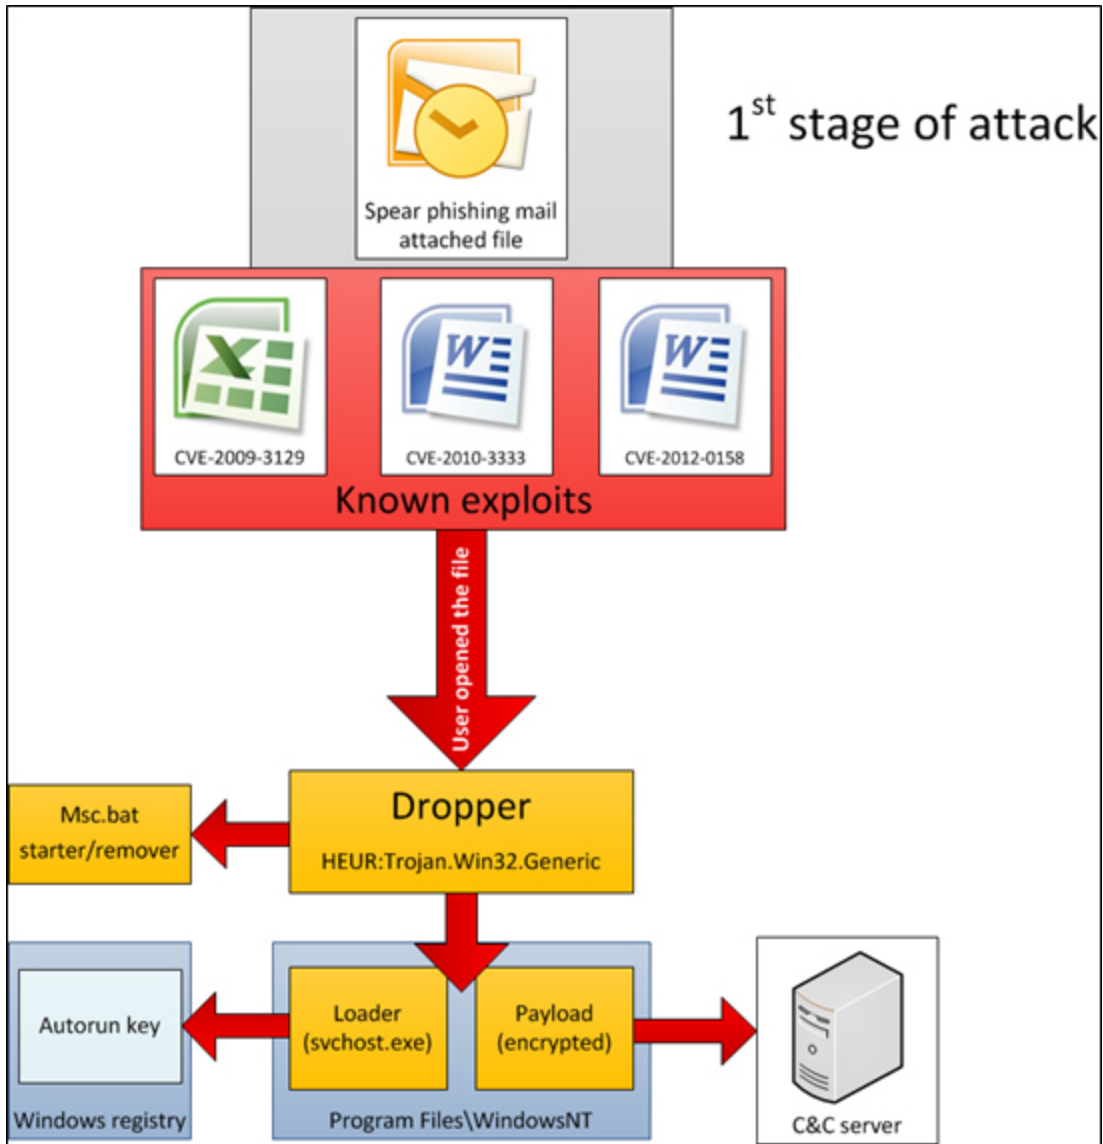 1st stage of attack
Spear phishing mail
attached file
CVE-2009-3129
CVE-2010-3333
CVE-2012-0158
Known exploits
User opened the file
Dropper
HEUR:Trojan.Win32.Generic
Msc.bat
starter/remover
Autorun key
Windows registry
Loader
(svchost.exe)
Payload
(encrypted)
Program Files\WindowsNT
C&C server